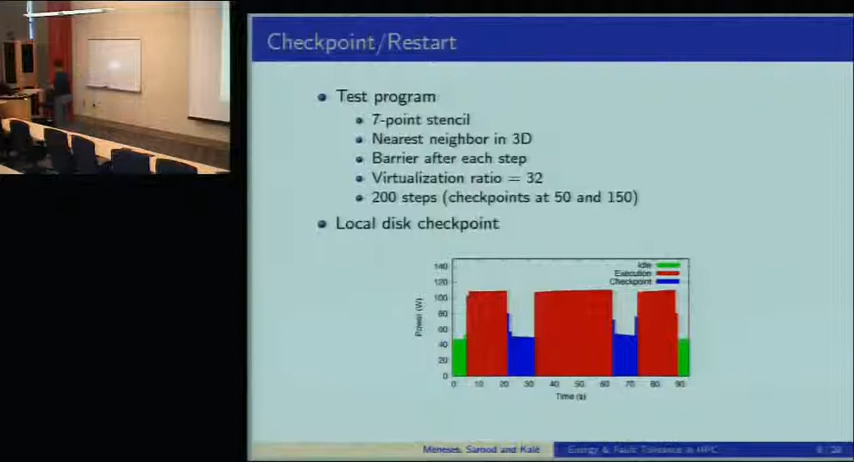 Checkpoint/Restart
Test program
7-point stencil
Nearest neighbor in 3D
Barrier after each step
Virtualization ratio = 32
200 steps (checkpoints at 50 and 150)
Local disk checkpoint
Idle
Execution
Checkpoint
Power (W)
140
120
100
80
60
40
20
0
0 10 20 30 40 50 60 70 80 90
Time (s)
Meneses, Sarood and Kalé
Energy & Fault Tolerance in HPC